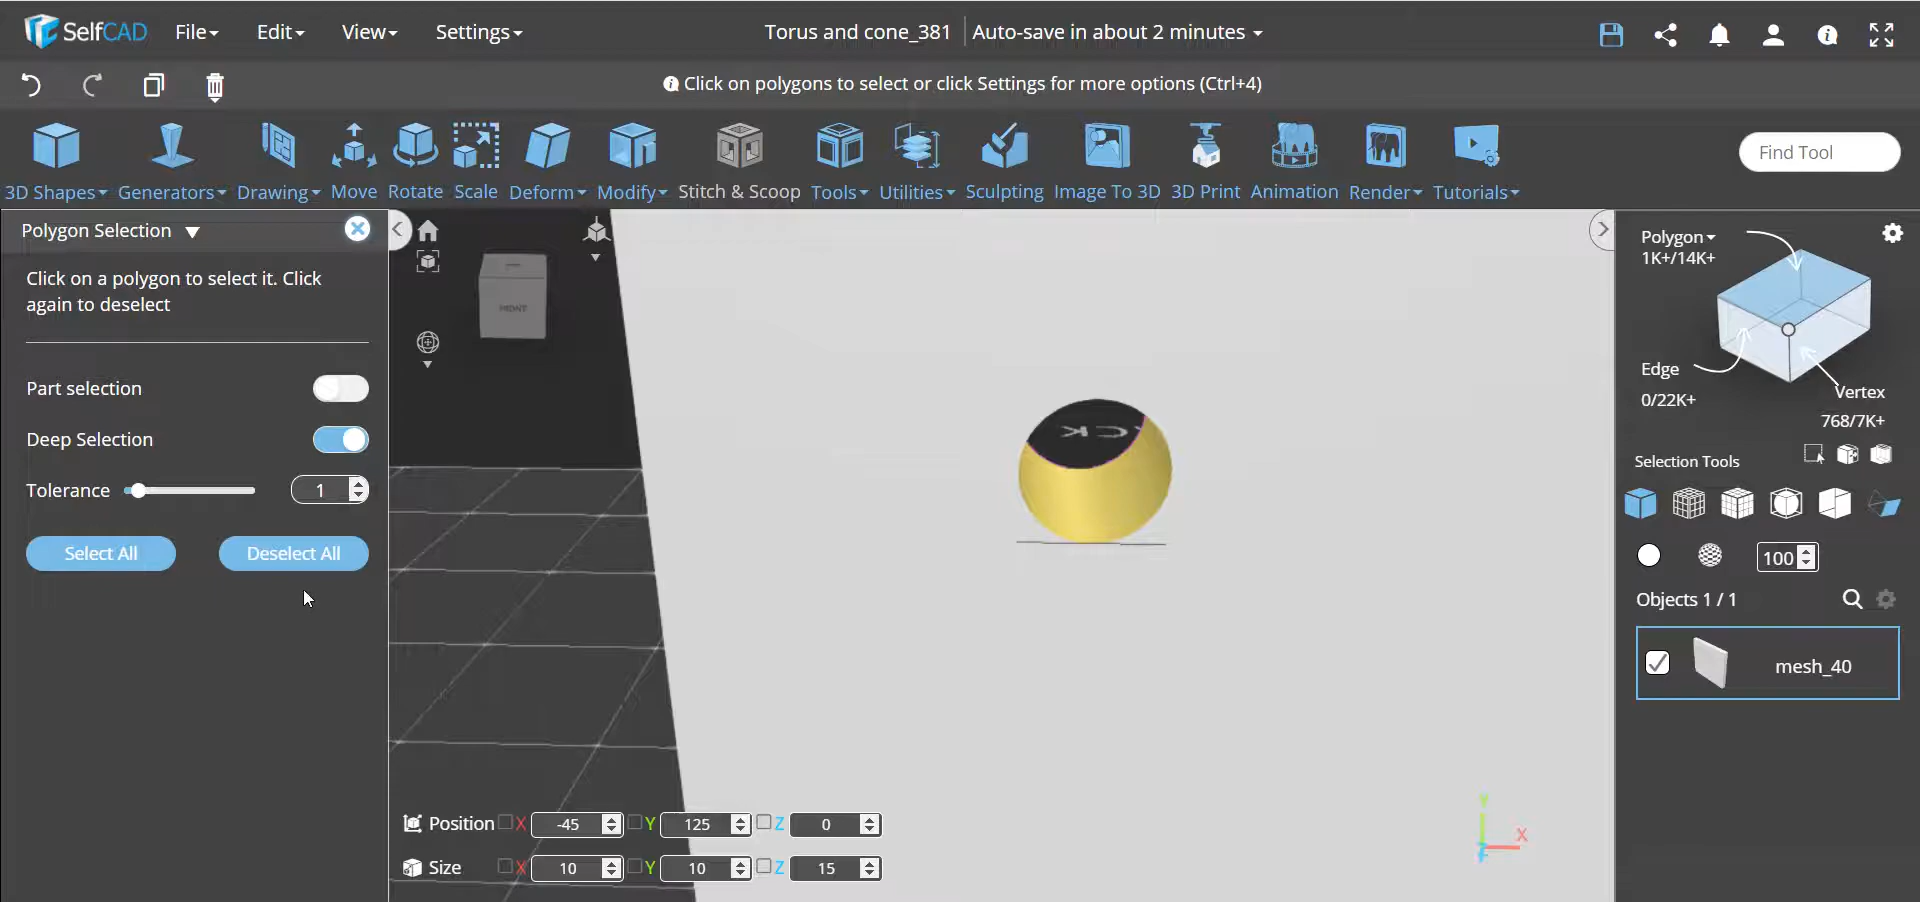 SelfCAD File Edit View Settings Torus and cone_381 Auto-save in about 2 minutes
Click on polygons to select or click Settings for more options (Ctrl+4)
3D Shapes Generators Drawing Move Rotate Scale Deform Modify Stitch & Scoop Tools Utilities Sculpting Image To 3D 3D Print Animation Render Tutorials
Find Tool
Polygon Selection
Click on a polygon to select it. Click
again to deselect
Part selection
Deep Selection
Tolerance 1
Select All Deselect All
FRONT
CK
Position X -45 Y 125 Z 0
Size X 10 Y 10 Z 15
Y
X
Polygon
1K+/14K+
Edge
0/22K+
Vertex
768/7K+
Selection Tools
100
Objects 1 / 1
mesh_40